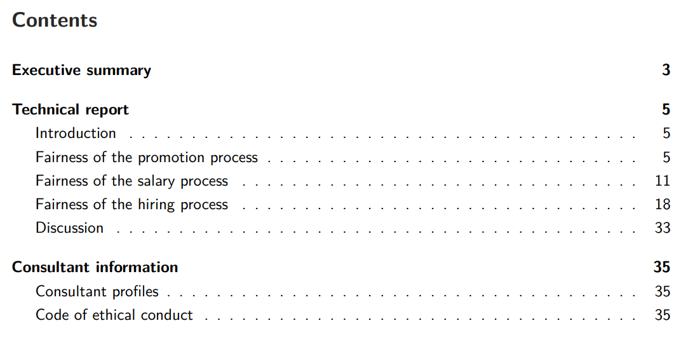 Contents
Executive summary 3
Technical report 5
Introduction . . . . . . . . . . . . . . . . . . . . . . . . . . . . . . . . . . . . . . . . . 5
Fairness of the promotion process . . . . . . . . . . . . . . . . . . . . . . . . . . . . . . 5
Fairness of the salary process . . . . . . . . . . . . . . . . . . . . . . . . . . . . . . . . 11
Fairness of the hiring process . . . . . . . . . . . . . . . . . . . . . . . . . . . . . . . . 18
Discussion . . . . . . . . . . . . . . . . . . . . . . . . . . . . . . . . . . . . . . . . . . 33
Consultant information 35
Consultant profiles . . . . . . . . . . . . . . . . . . . . . . . . . . . . . . . . . . . . . . 35
Code of ethical conduct . . . . . . . . . . . . . . . . . . . . . . . . . . . . . . . . . . . 35